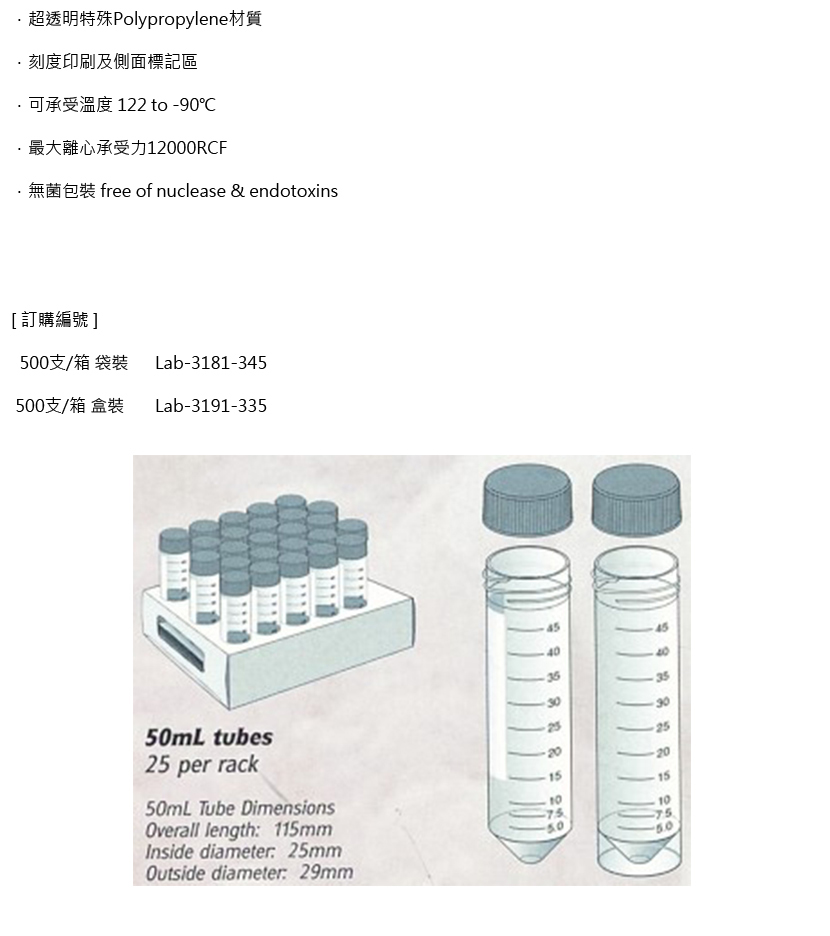 · 超透明特殊Polypropylene材質
· 刻度印刷及側面標記區
· 可承受溫度 122 to -90℃
· 最大離心承受力12000RCF
· 無菌包裝 free of nuclease & endotoxins
[ 訂購編號 ]
500支/箱 袋裝 Lab-3181-345
500支/箱 盒裝 Lab-3191-335
50mL tubes
25 per rack
50mL Tube Dimensions
Overall length: 115mm
Inside diameter: 25mm
Outside diameter: 29mm
45
40
35
30
25
20
15
10
7.5
5.0
45
40
35
30
25
20
15
10
7.5
5.0